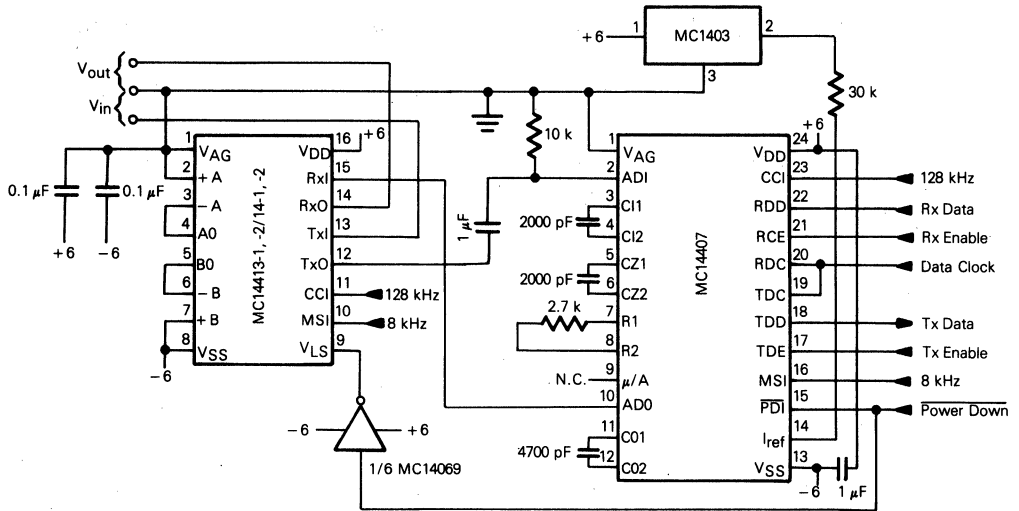 +6
1
MC1403
2
3
30 k
Vout
Vin
0.1 μF
0.1 μF
+6
-6
1
VAG
2
+A
3
-A
4
A0
5
B0
6
-B
7
+B
8
VSS
-6
MC14413-1, -2/14-1, -2
VDD
16
+6
RxI
15
RxO
14
TxI
13
TxO
12
CCI
11
128 kHz
MSI
10
8 kHz
VLS
9
-6
+6
1/6 MC14069
10 k
1 μF
2000 pF
2000 pF
2.7 k
N.C.
4700 pF
1
VAG
2
ADI
3
CI1
4
CI2
5
CZ1
6
CZ2
7
R1
8
R2
9
μ/A
10
AD0
11
C01
12
C02
MC14407
+6
VDD
24
CCI
23
128 kHz
RDD
22
Rx Data
RCE
21
Rx Enable
RDC
20
Data Clock
TDC
19
TDD
18
Tx Data
TDE
17
Tx Enable
MSI
16
8 kHz
PDI
15
Power Down
Iref
14
VSS
13
-6
1 μF